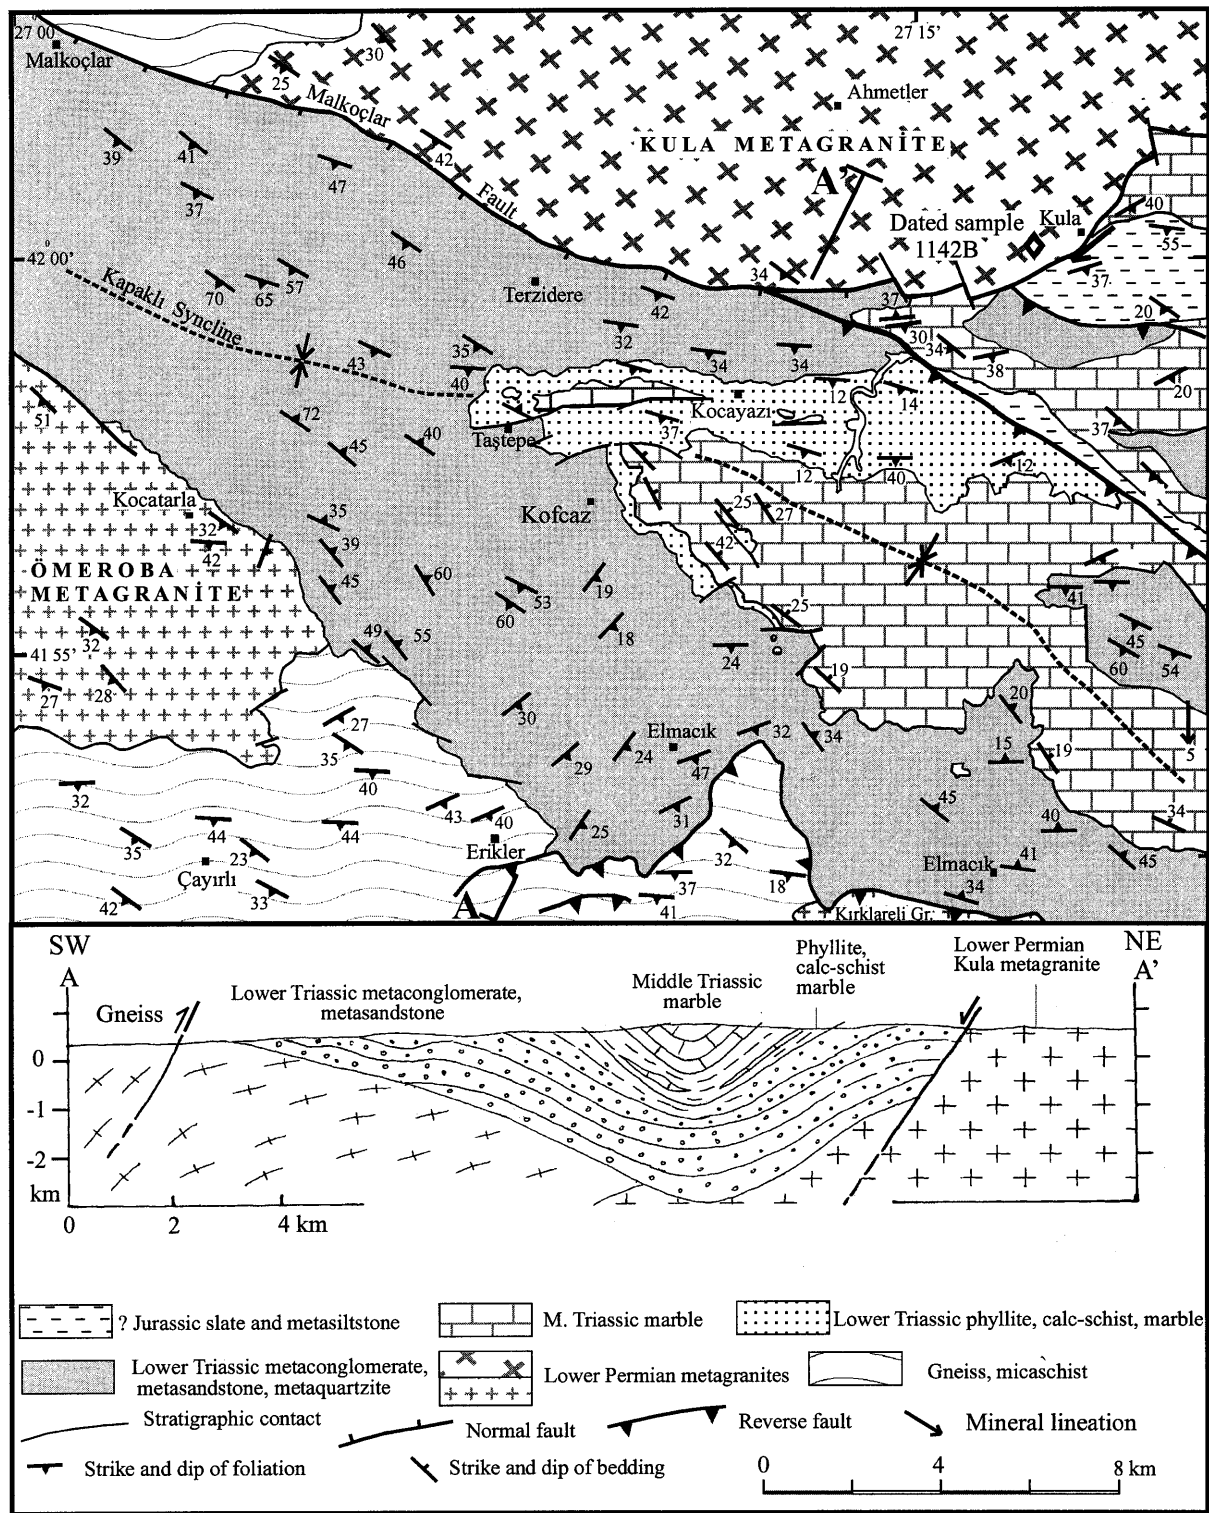 27 00'
27 15'
Malkoçlar
30
25
Malkoçlar
Fault
Ahmetler
42
KULA METAGRANİTE
39
41
47
37
A'
Dated sample
1142B
Kula
40
55
37
20
42 00'
46
70
65
57
Terzidere
34
42
37
30
34
38
Kapaklı Syncline
43
35
32
34
34
40
12
14
20
51
72
45
40
Taştepe
Kocayazı
37
12
40
12
37
Kocatarla
32
42
35
Kofcaz
25
27
42
39
ÖMEROBA
METAGRANİTE
45
60
53
60
19
18
25
41
45
60
54
41 55'
32
27
28
49
55
24
19
20
5
27
35
30
Elmacık
32
34
15
19
32
40
29
24
47
45
34
43
40
31
40
35
44
44
25
41
45
23
Çayırlı
Erikler
32
Elmacık
42
33
37
18
34
A
41
Kırklareli Gr.
SW
NE
A
A'
Gneiss
Lower Triassic metaconglomerate,
metasandstone
Middle Triassic
marble
Phyllite,
calc-schist
marble
Lower Permian
Kula metagranite
0
-1
-2
km
0
2
4 km
? Jurassic slate and metasiltstone
M. Triassic marble
Lower Triassic phyllite, calc-schist, marble
Lower Triassic metaconglomerate,
metasandstone, metaquartzite
Lower Permian metagranites
Gneiss, micaschist
Stratigraphic contact
Normal fault
Reverse fault
Mineral lineation
Strike and dip of foliation
Strike and dip of bedding
0
4
8 km